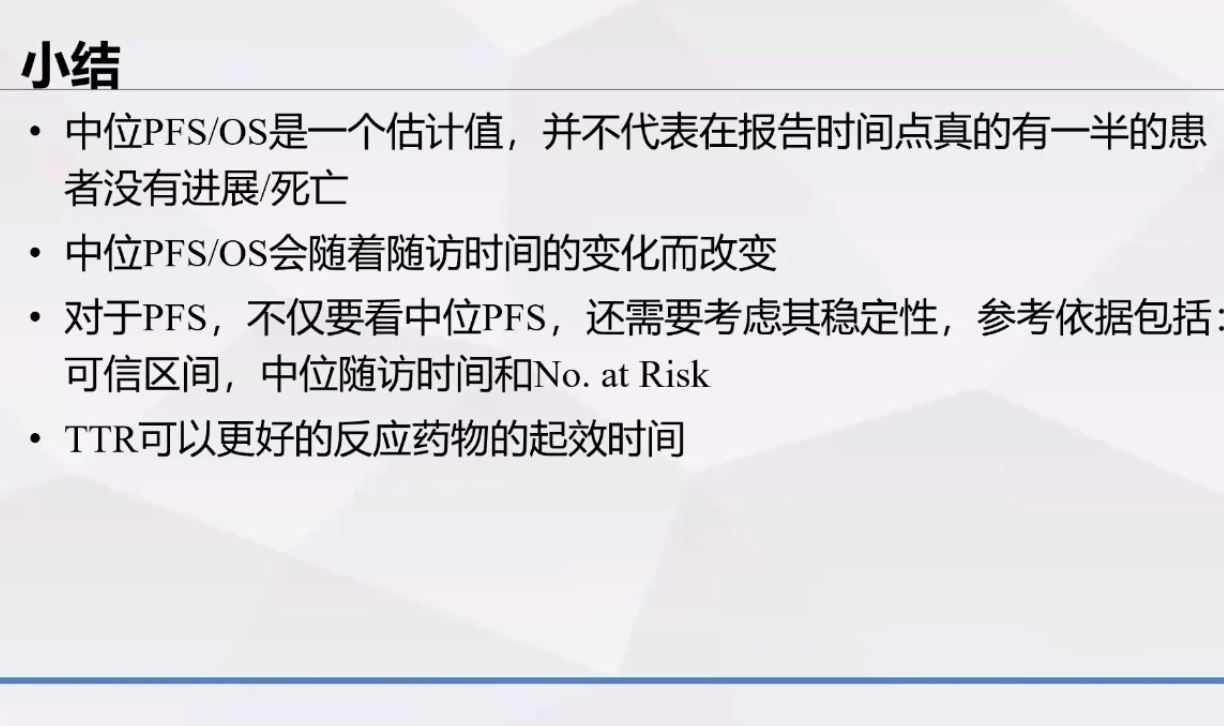 小结
• 中位PFS/OS是一个估计值，并不代表在报告时间点真的有一半的患
者没有进展/死亡
• 中位PFS/OS会随着随访时间的变化而改变
• 对于PFS，不仅要看中位PFS，还需要考虑其稳定性，参考依据包括：
可信区间，中位随访时间和No. at Risk
• TTR可以更好的反应药物的起效时间